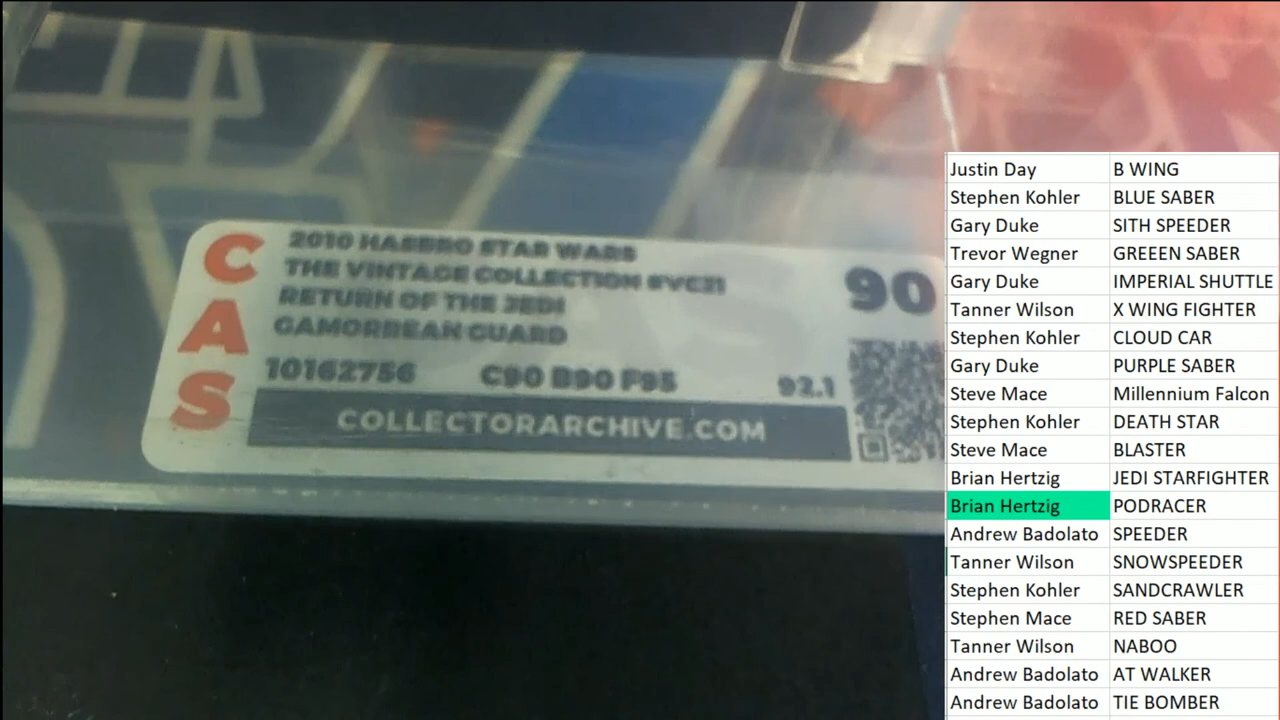 CAS
2010 HASBRO STAR WARS
THE VINTAGE COLLECTION #VC21
RETURN OF THE JEDI
GAMORREAN GUARD
90
10162756 C90 B90 F95 92.1
COLLECTORARCHIVE.COM
Justin Day B WING
Stephen Kohler BLUE SABER
Gary Duke SITH SPEEDER
Trevor Wegner GREEEN SABER
Gary Duke IMPERIAL SHUTTLE
Tanner Wilson X WING FIGHTER
Stephen Kohler CLOUD CAR
Gary Duke PURPLE SABER
Steve Mace Millennium Falcon
Stephen Kohler DEATH STAR
Steve Mace BLASTER
Brian Hertzig JEDI STARFIGHTER
Brian Hertzig PODRACER
Andrew Badolato SPEEDER
Tanner Wilson SNOWSPEEDER
Stephen Kohler SANDCRAWLER
Stephen Mace RED SABER
Tanner Wilson NABOO
Andrew Badolato AT WALKER
Andrew Badolato TIE BOMBER